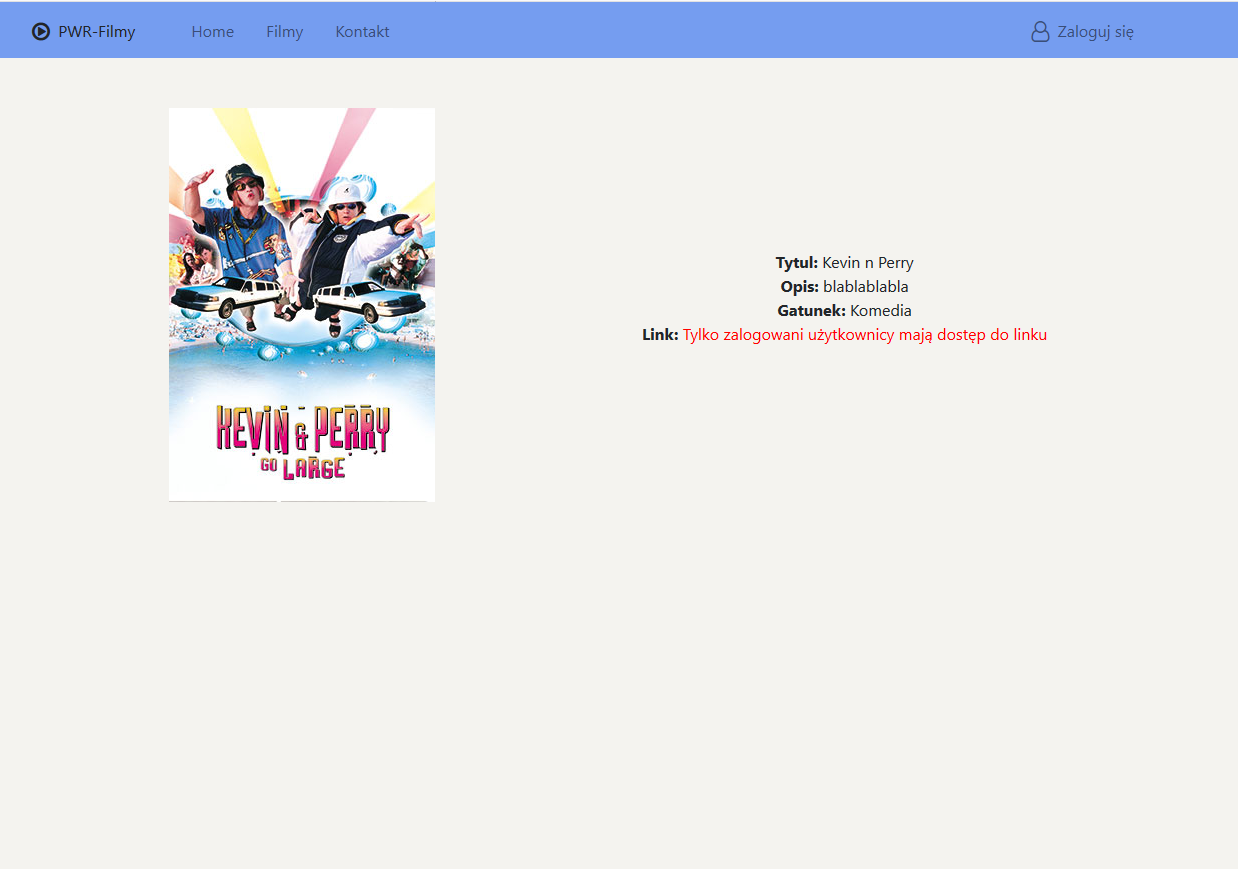 PWR-Filmy Home Filmy Kontakt Zaloguj się
KEVIN & PERRY
GO LARGE
Tytul: Kevin n Perry
Opis: blablablabla
Gatunek: Komedia
Link: Tylko zalogowani użytkownicy mają dostęp do linku